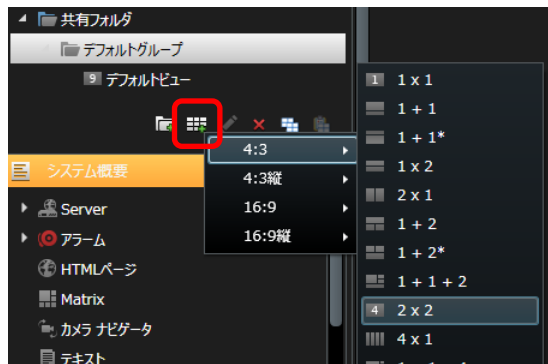 共有フォルダ
デフォルトグループ
9 デフォルトビュー
4:3
4:3縦
16:9
16:9縦
システム概要
Server
アラーム
HTMLページ
Matrix
カメラ ナビゲータ
テキスト
1 1 x 1
1 + 1
1 + 1*
1 x 2
2 x 1
1 + 2
1 + 2*
1 + 1 + 2
4 2 x 2
4 x 1